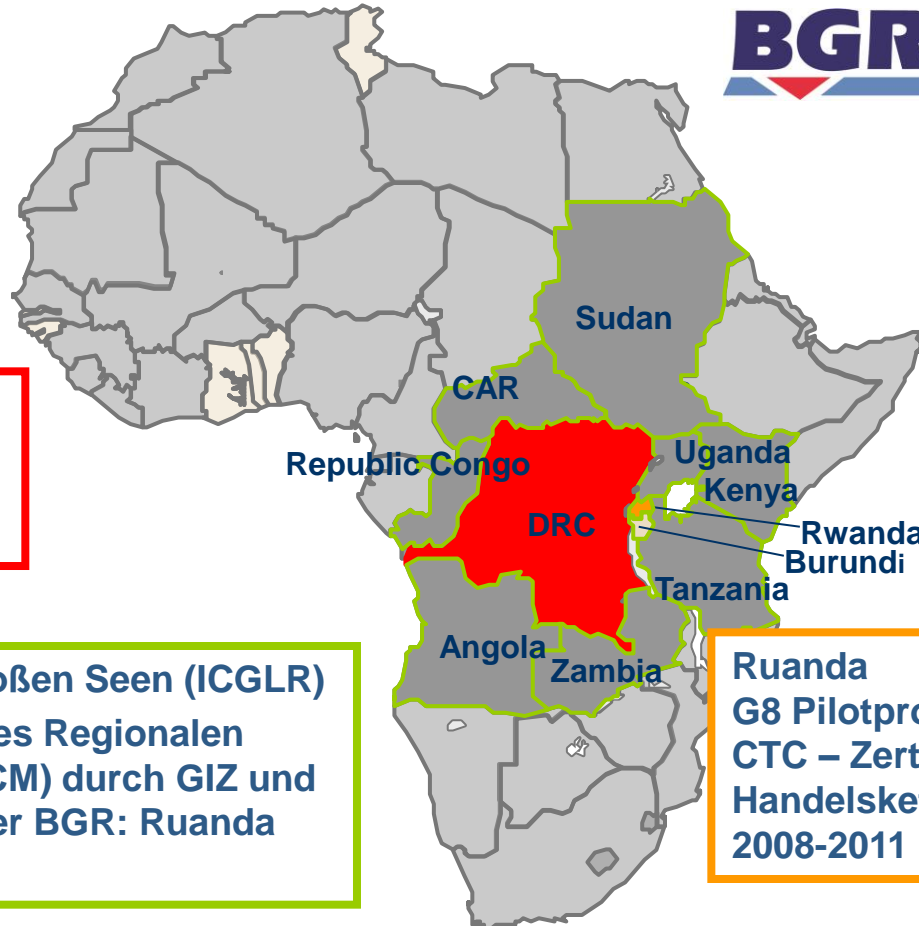 BGR
Sudan
CAR
Republic Congo
Uganda
Kenya
DRC
Rwanda
Burundi
Tanzania
Angola
Zambia
oßen Seen (ICGLR)
es Regionalen
CM) durch GIZ und
er BGR: Ruanda
Ruanda
G8 Pilotpro
CTC – Zert
Handelske
2008-2011